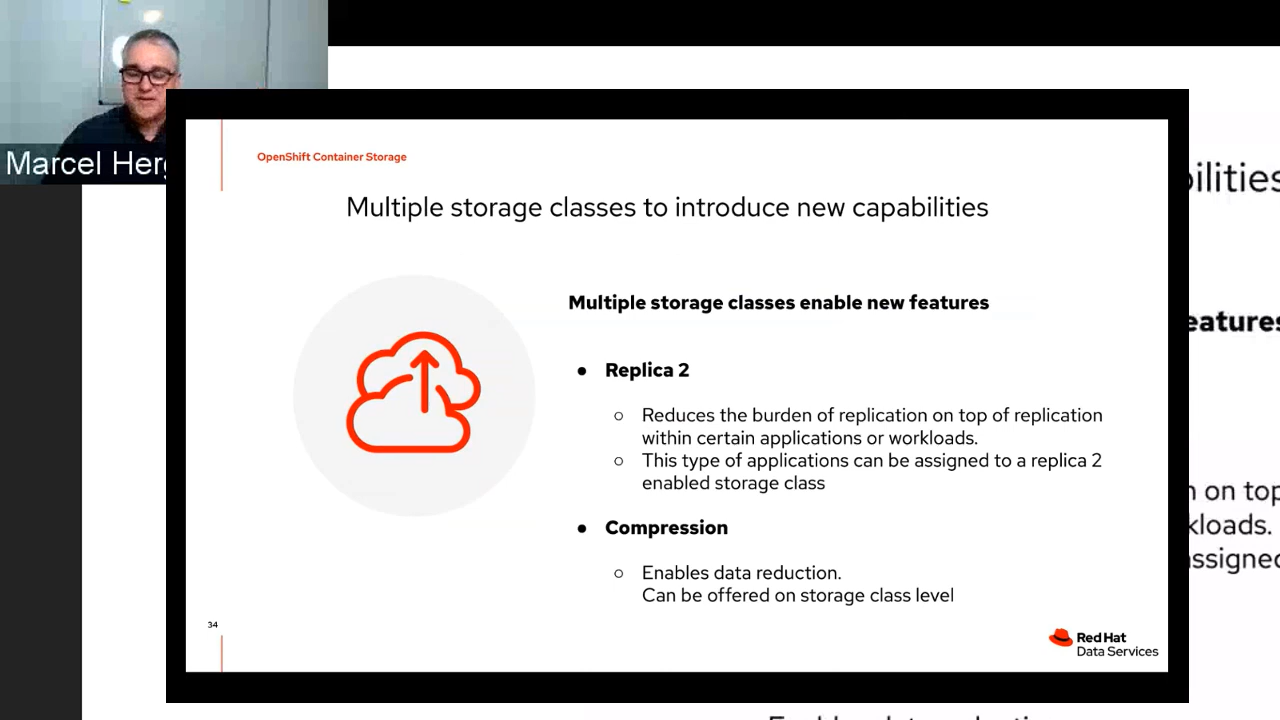 Marcel Her
OpenShift Container Storage
Multiple storage classes to introduce new capabilities
Multiple storage classes enable new features
● Replica 2
○ Reduces the burden of replication on top of replication
within certain applications or workloads.
○ This type of applications can be assigned to a replica 2
enabled storage class
● Compression
○ Enables data reduction.
Can be offered on storage class level
34
Red Hat
Data Services
bilities
eatures
n on top
kloads.
ssigned